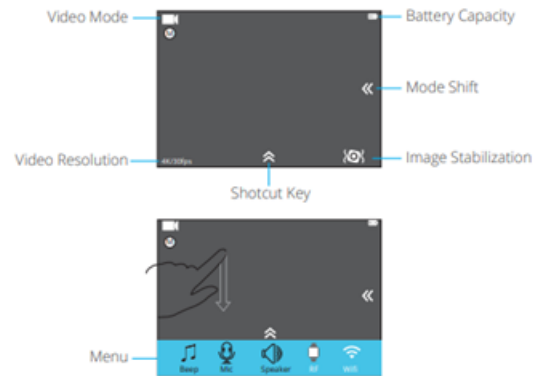 Video Mode
Battery Capacity
Mode Shift
Video Resolution
4K/30fps
Image Stabilization
Shotcut Key
Menu
Beep
Mic
Speaker
RF
Wifi